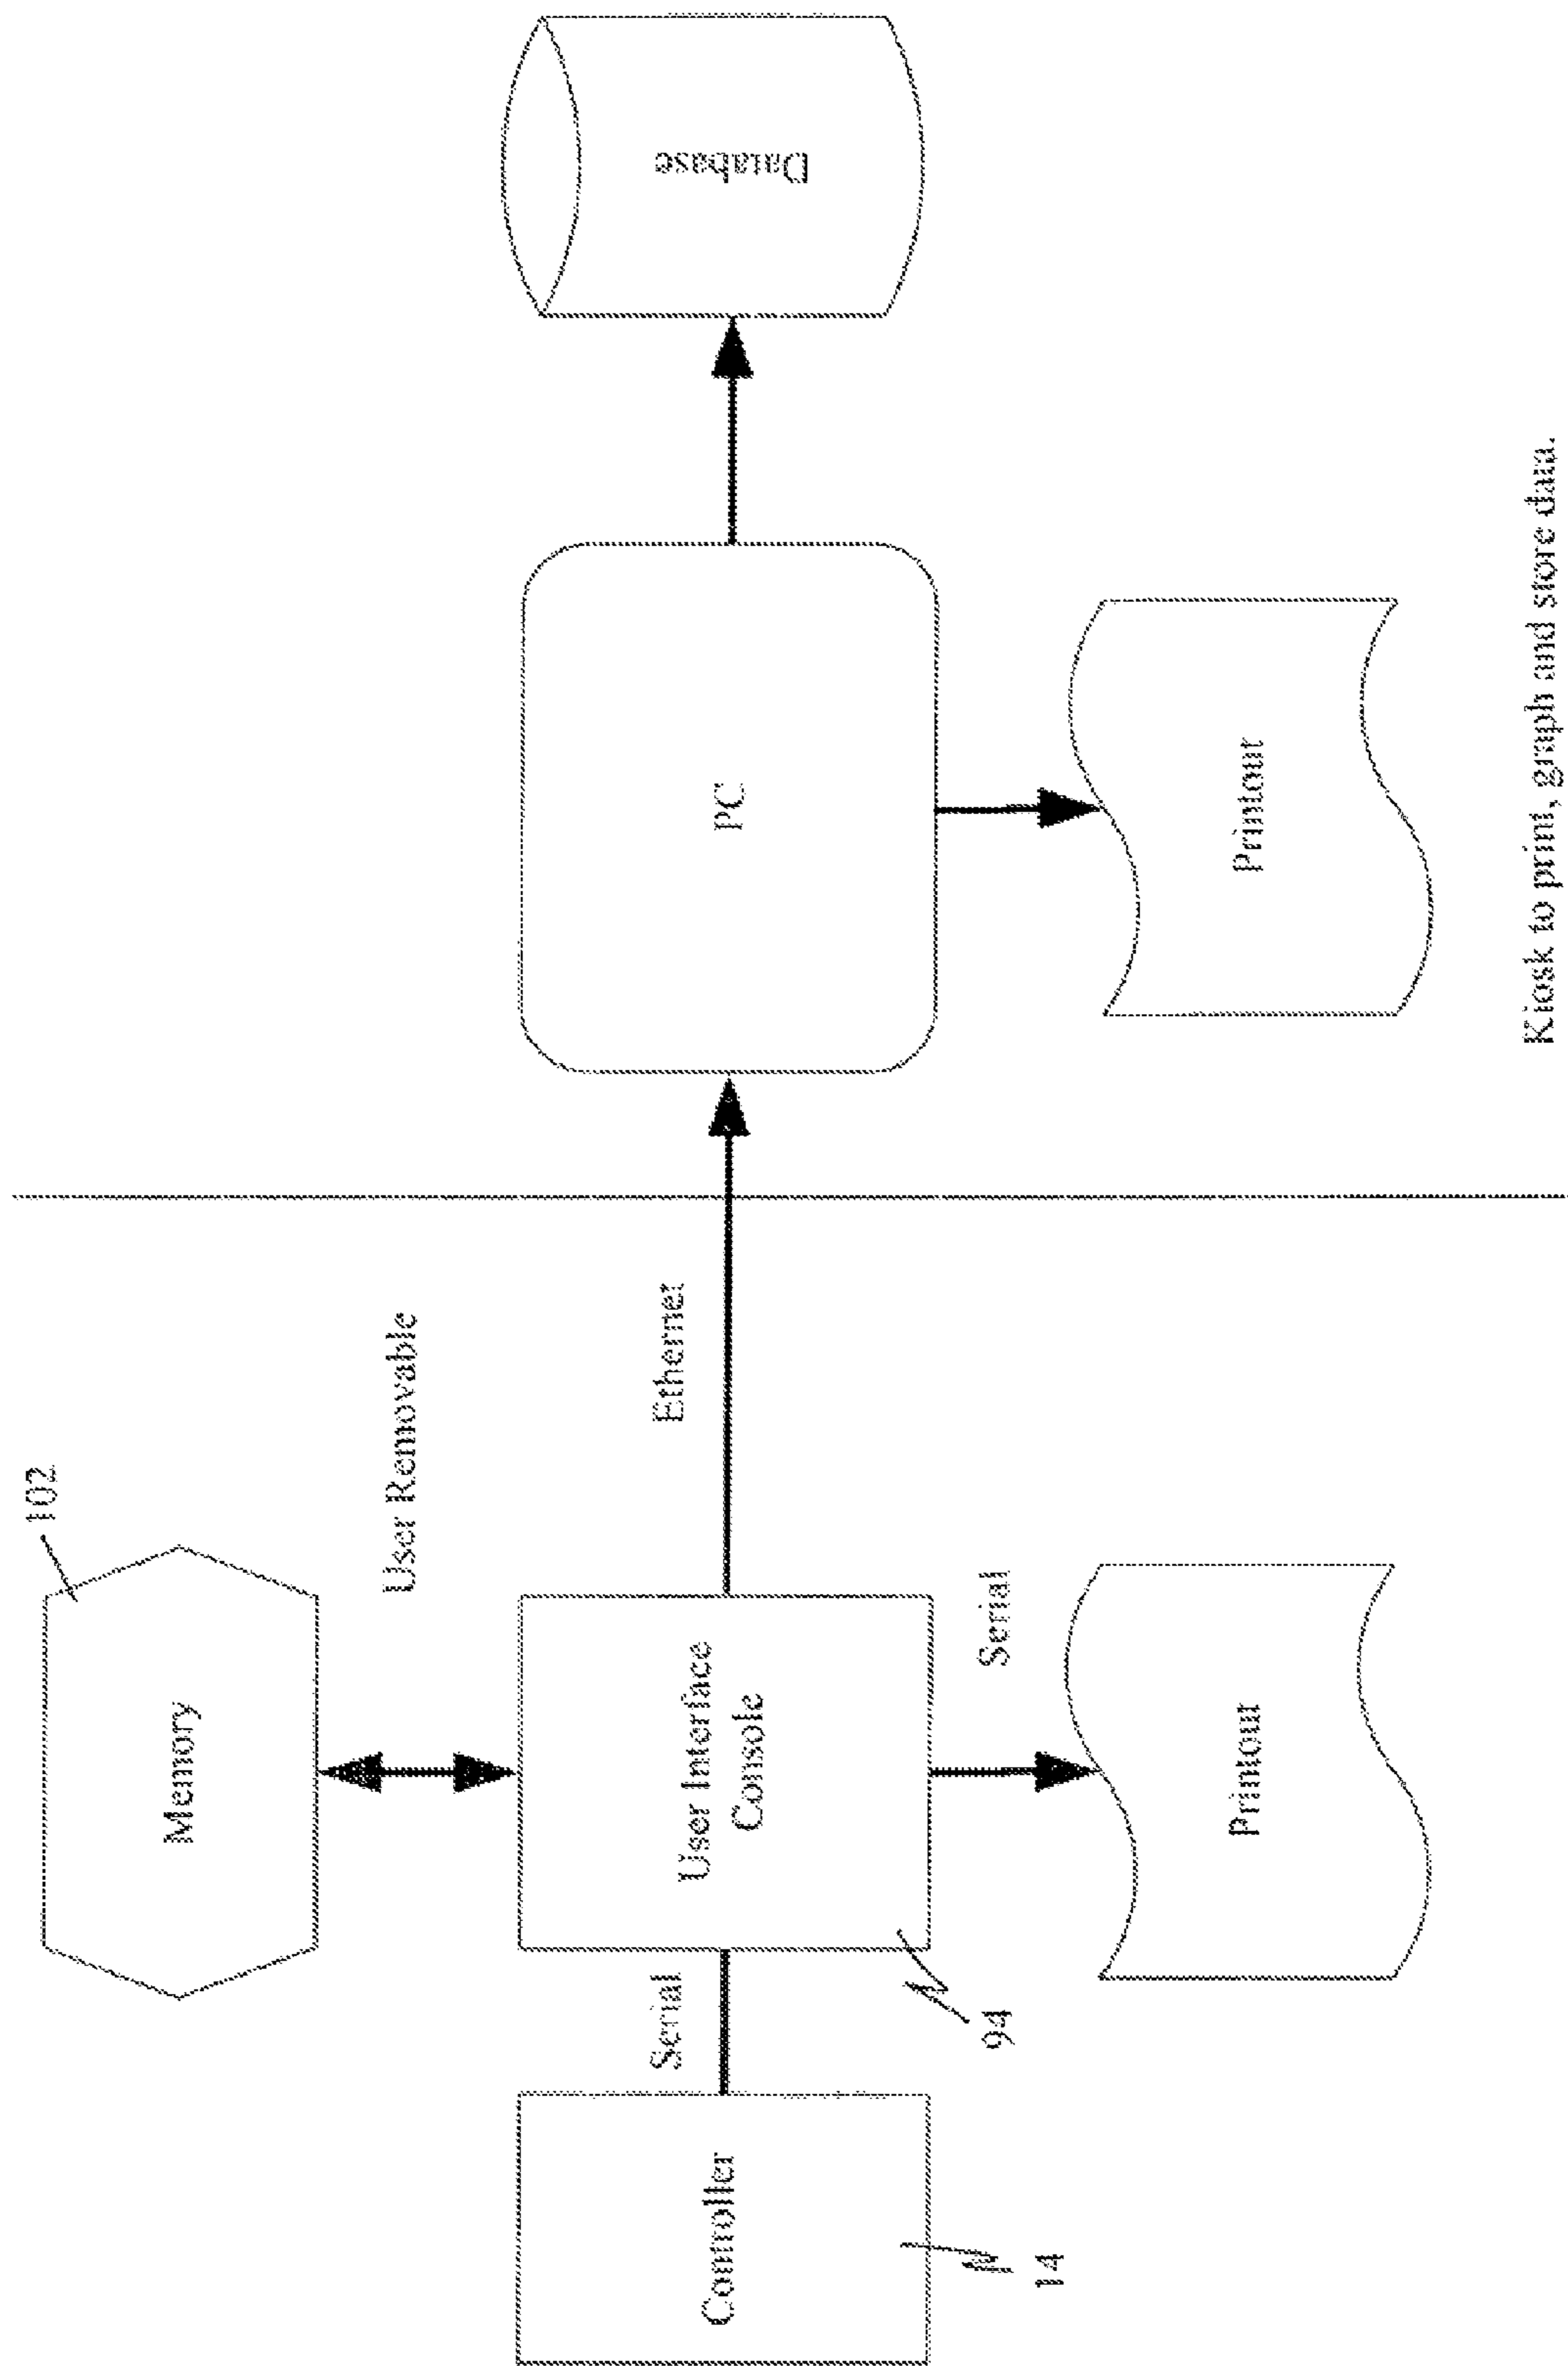 Memory
102
User Removable
Controller
14
Serial
User Interface
Console
94
Ethernet
Serial
Printout
PC
Database
Printout
Kiosk to print, graph and store data.